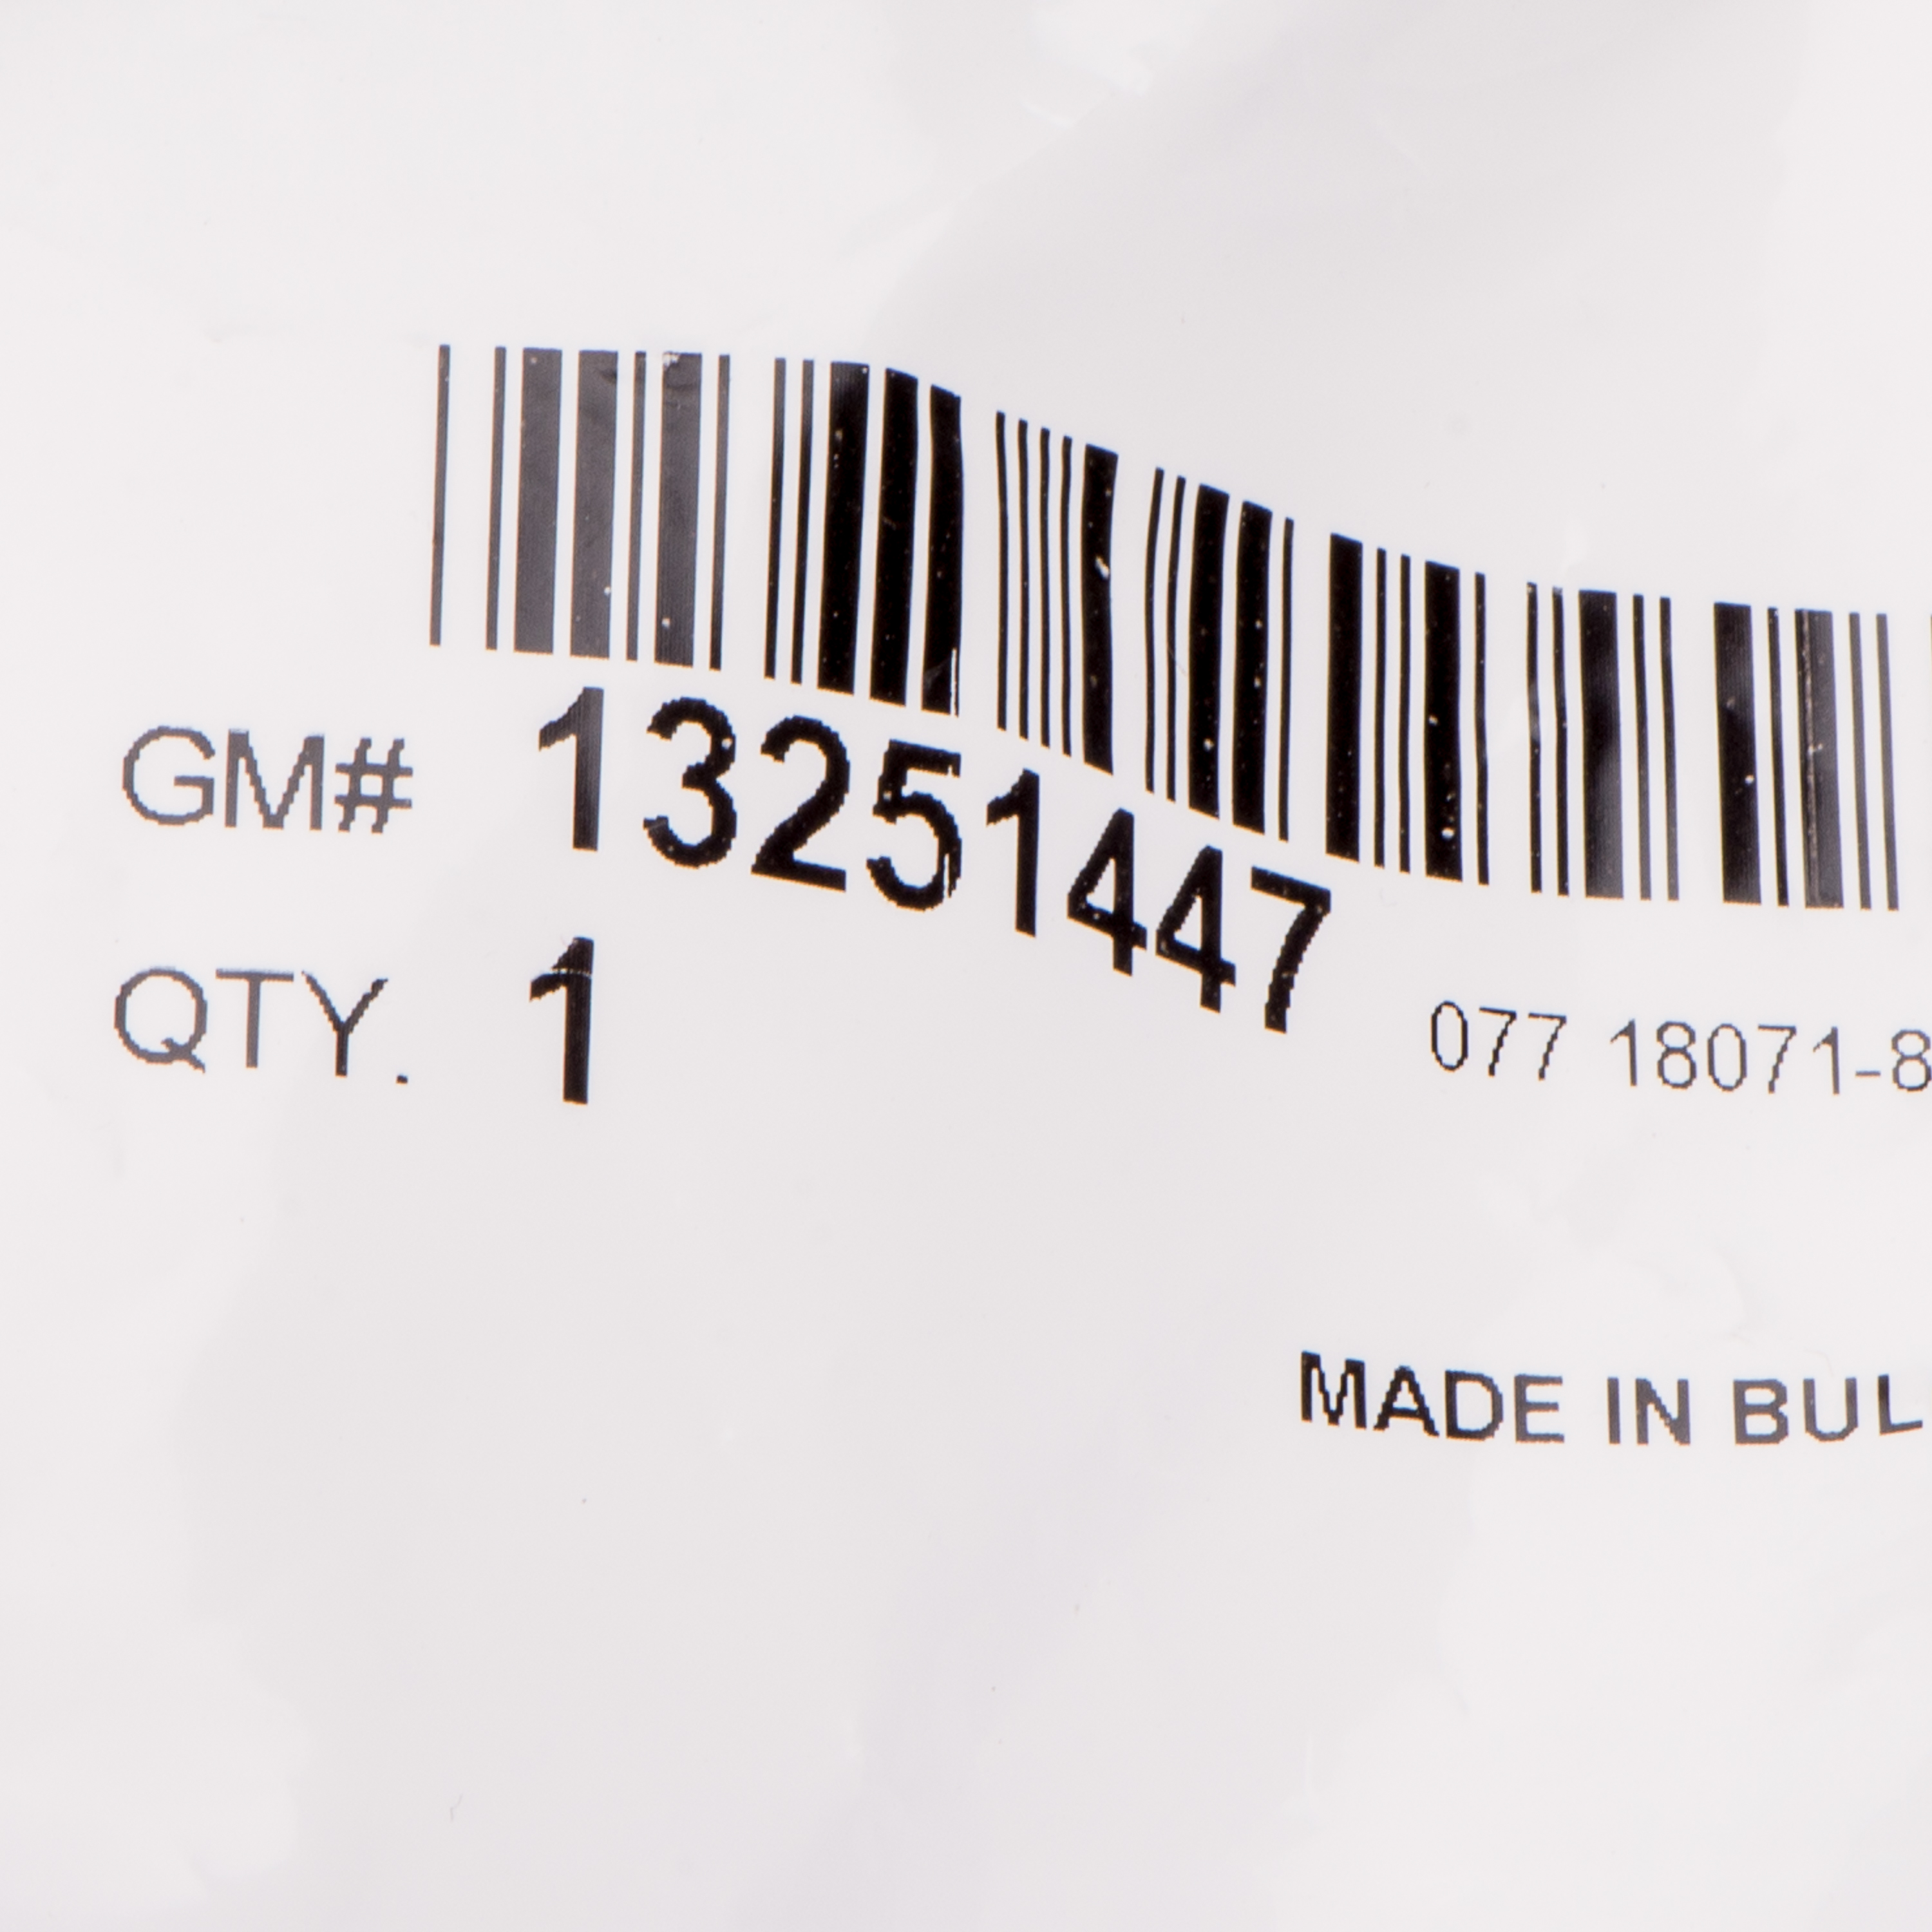 GM# 13251447
QTY. 1
077 18071-8
MADE IN BUL